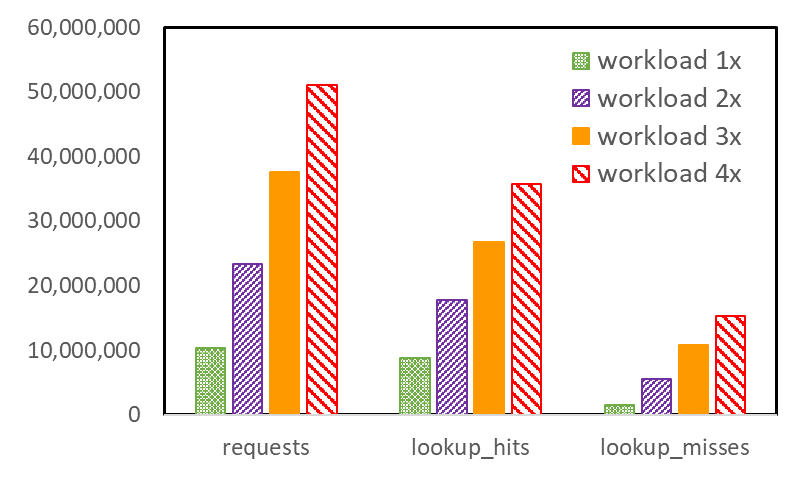 60,000,000
50,000,000
40,000,000
30,000,000
20,000,000
10,000,000
0
workload 1x
workload 2x
workload 3x
workload 4x
requests
lookup_hits
lookup_misses